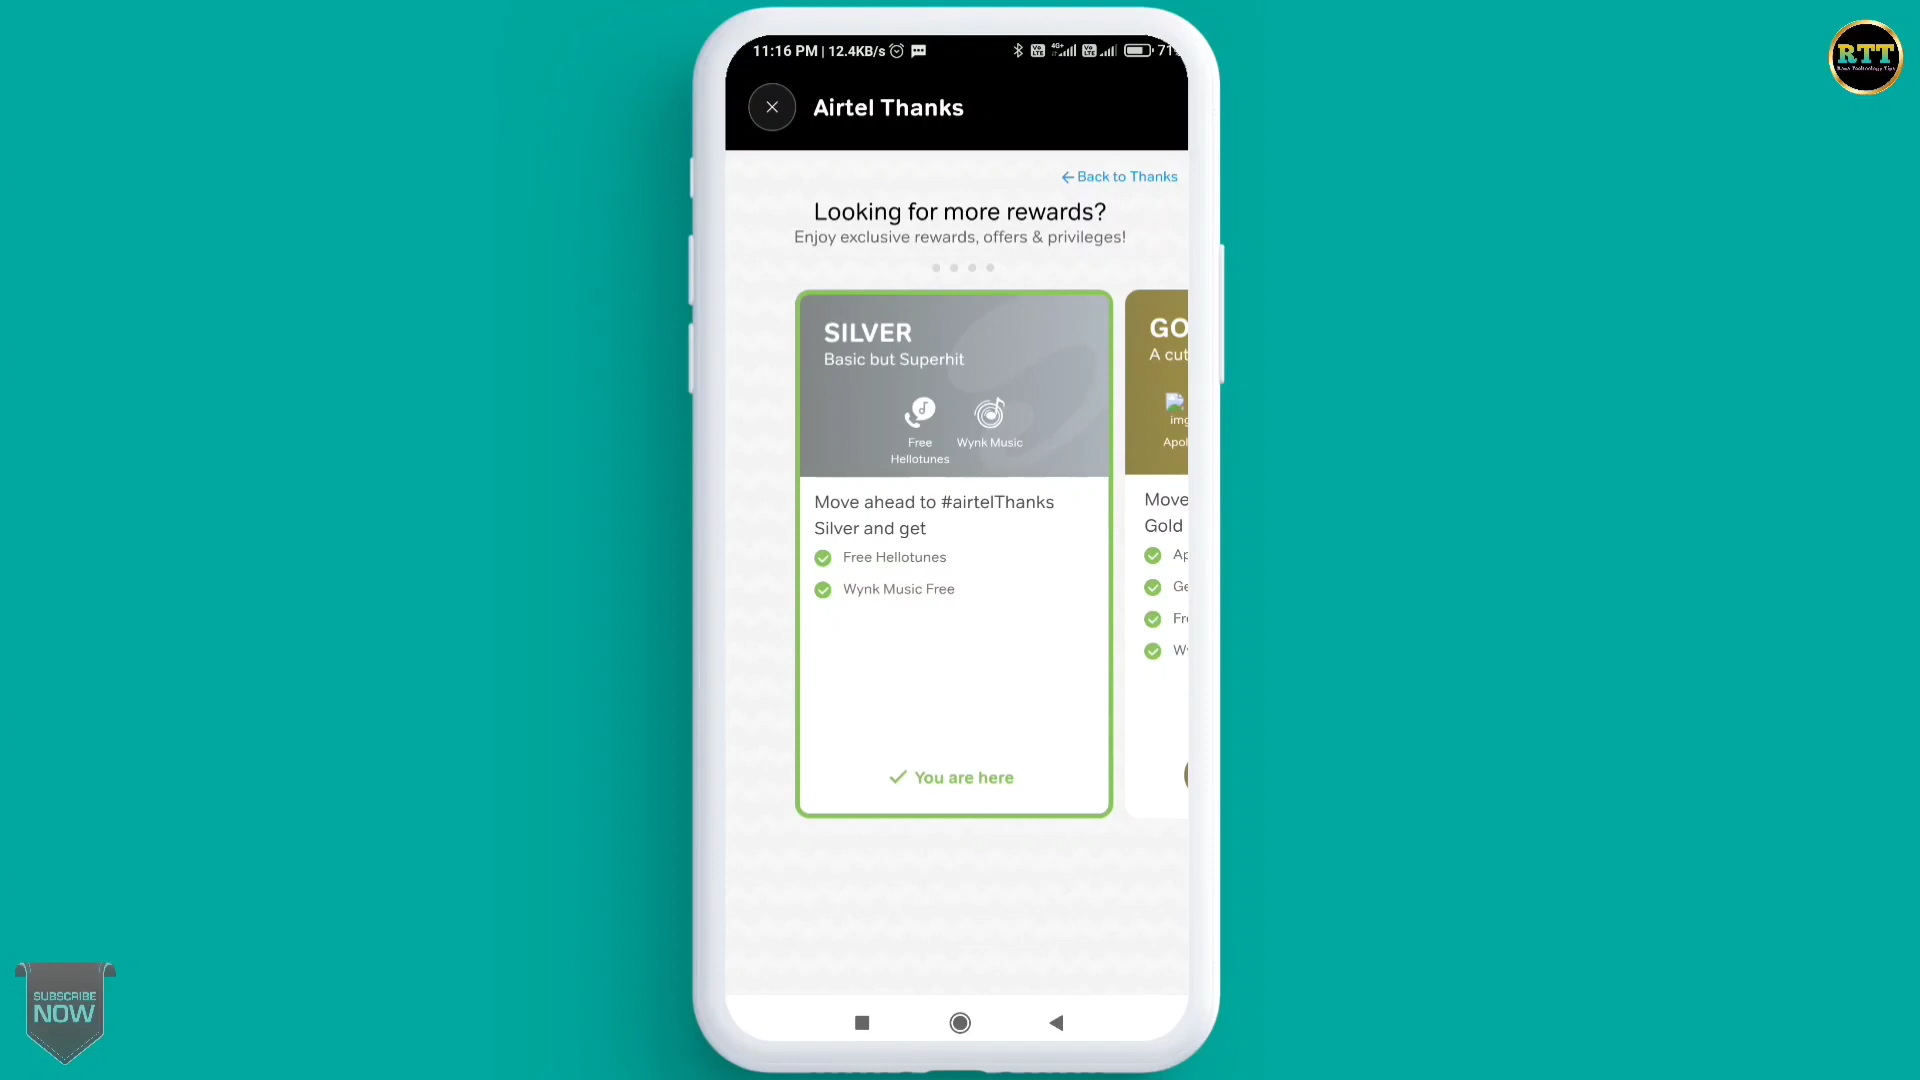 11:16 PM | 12.4KB/s
71
RTT
Airtel Thanks
Back to Thanks
Looking for more rewards?
Enjoy exclusive rewards, offers & privileges!
SILVER
Basic but Superhit
Free
Hellotunes
Wynk Music
Move ahead to #airtelThanks
Silver and get
Free Hellotunes
Wynk Music Free
You are here
GO
A cut
img
Apol
Move
Gold
Ap
Ge
Fre
W
SUBSCRIBE
NOW